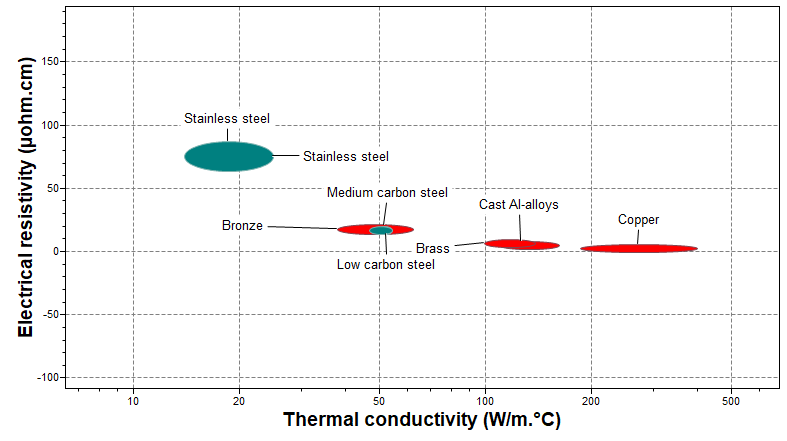 150
100
50
0
-50
-100
Electrical resistivity (µohm.cm)
Stainless steel
Stainless steel
Medium carbon steel
Bronze
Low carbon steel
Cast Al-alloys
Brass
Copper
10
20
50
100
200
500
Thermal conductivity (W/m.°C)